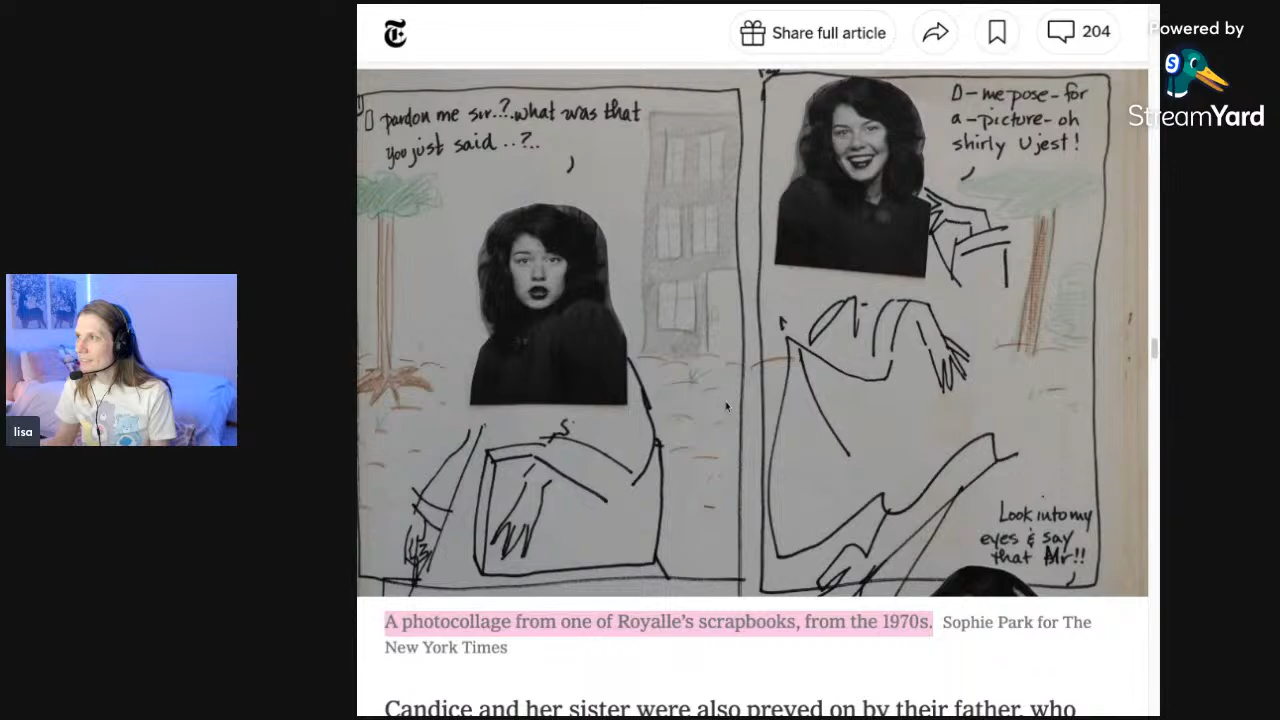 Share full article
204
Powered by
StreamYard
pardon me sir..?..what was that
you just said ..?..
- me pose - for
a - picture - oh
shirly U jest!
Look into my
eyes & say
that Mr!!
lisa
A photocollage from one of Royalle's scrapbooks, from the 1970s. Sophie Park for The
New York Times
Candice and her sister were also preyed on by their father, who